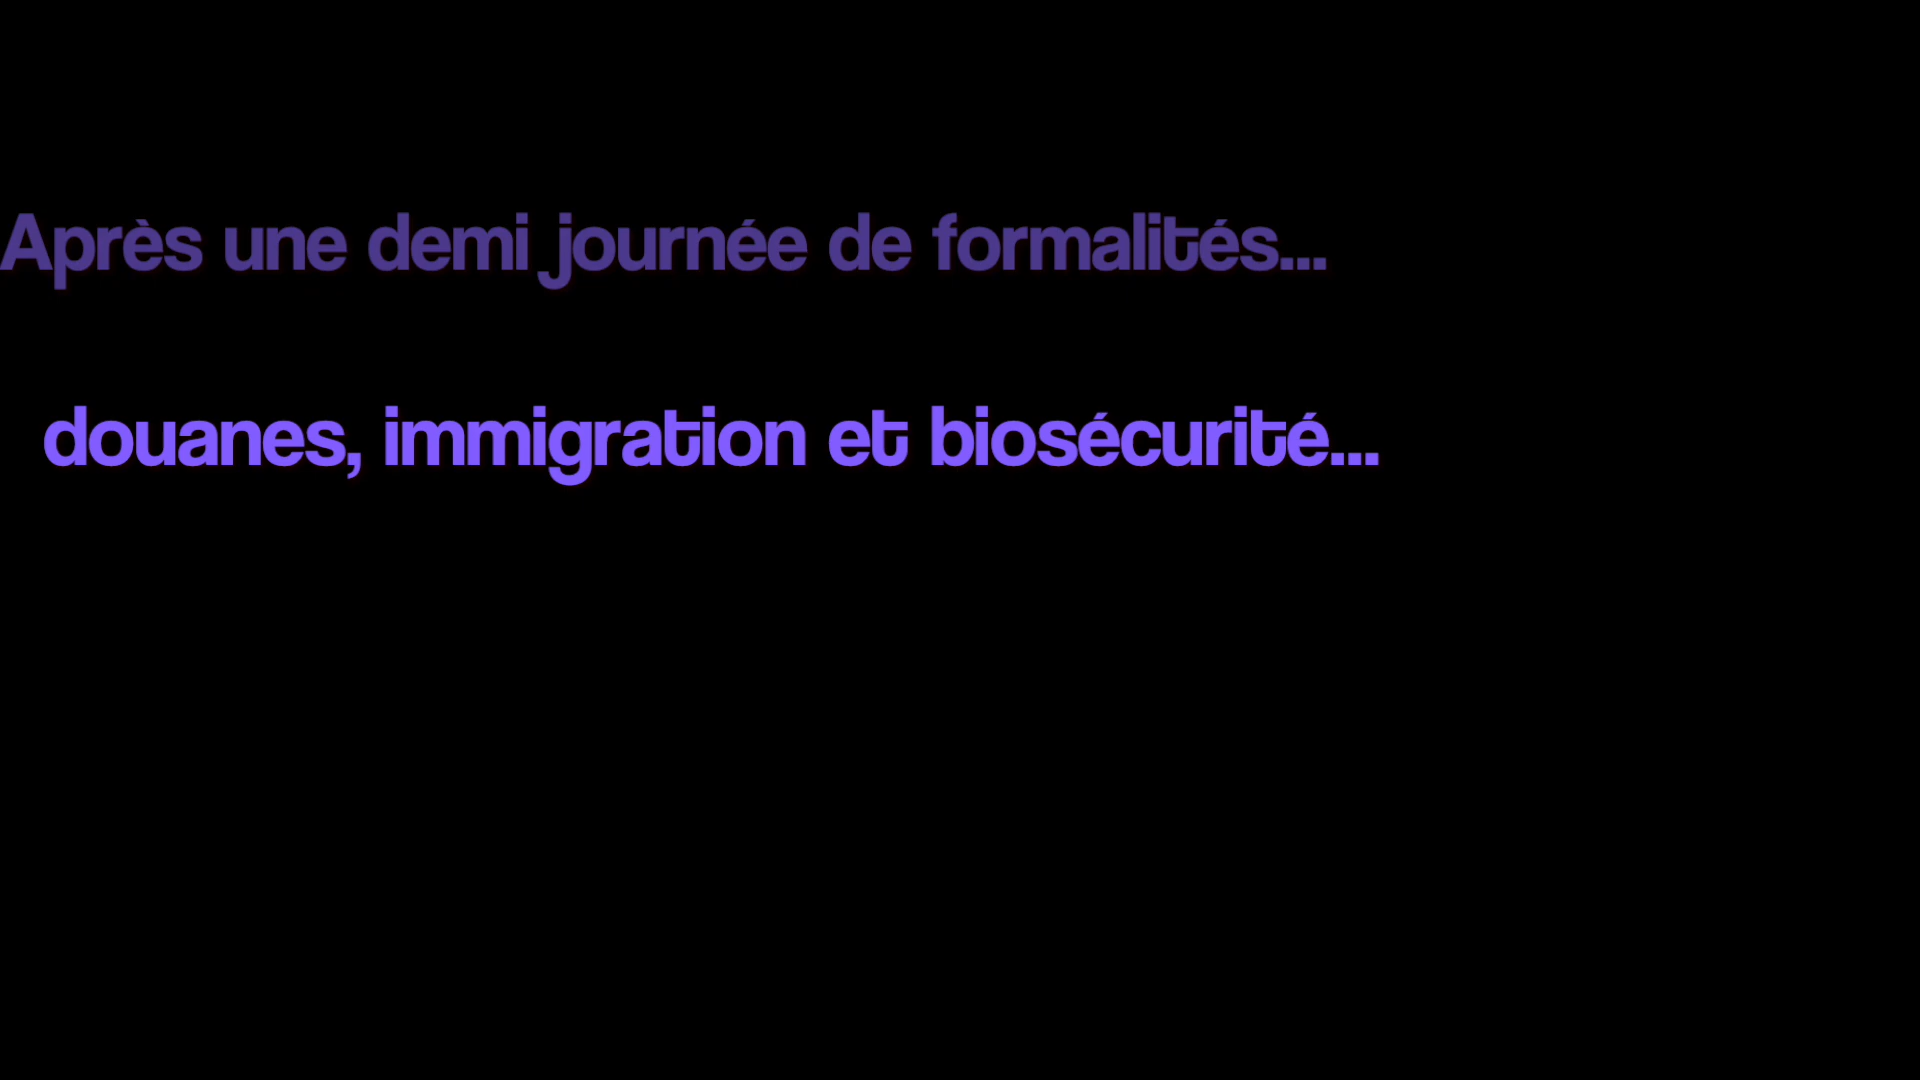 Après une demi journée de formalités...
douanes, immigration et biosécurité...